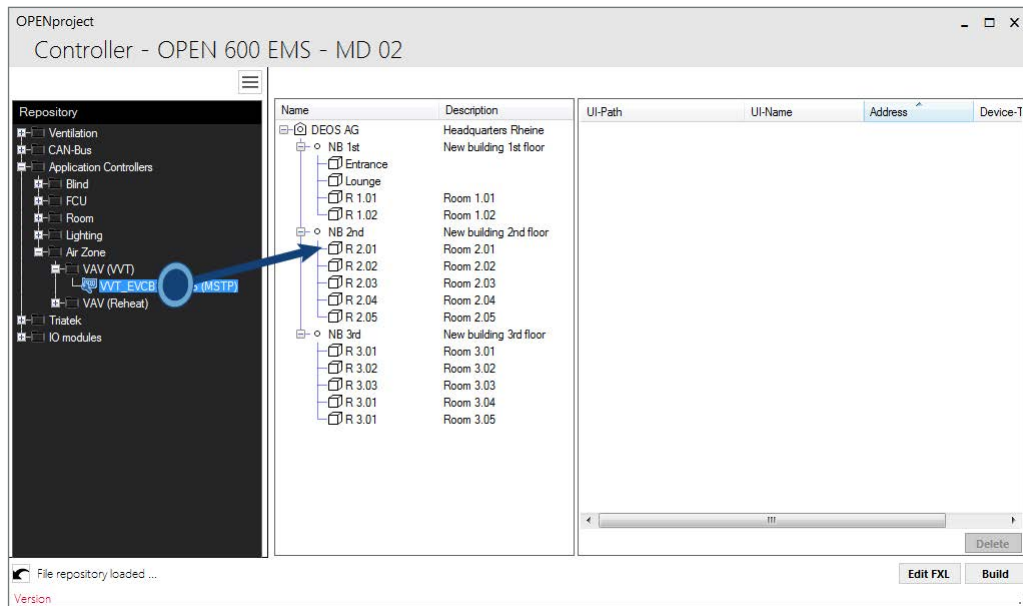 OPENproject
Controller - OPEN 600 EMS - MD 02
Repository
Ventilation
CAN-Bus
Application Controllers
Blind
FCU
Room
Lighting
Air Zone
VAV (VVT)
VVT_EVCB (MSTP)
VAV (Reheat)
Triatek
IO modules
Name Description
DEOS AG Headquarters Rheine
NB 1st New building 1st floor
Entrance
Lounge
R 1.01 Room 1.01
R 1.02 Room 1.02
NB 2nd New building 2nd floor
R 2.01 Room 2.01
R 2.02 Room 2.02
R 2.03 Room 2.03
R 2.04 Room 2.04
R 2.05 Room 2.05
NB 3rd New building 3rd floor
R 3.01 Room 3.01
R 3.02 Room 3.02
R 3.03 Room 3.03
R 3.01 Room 3.04
R 3.01 Room 3.05
UI-Path UI-Name Address Device-T
Delete
File repository loaded ...
Edit FXL Build
Version